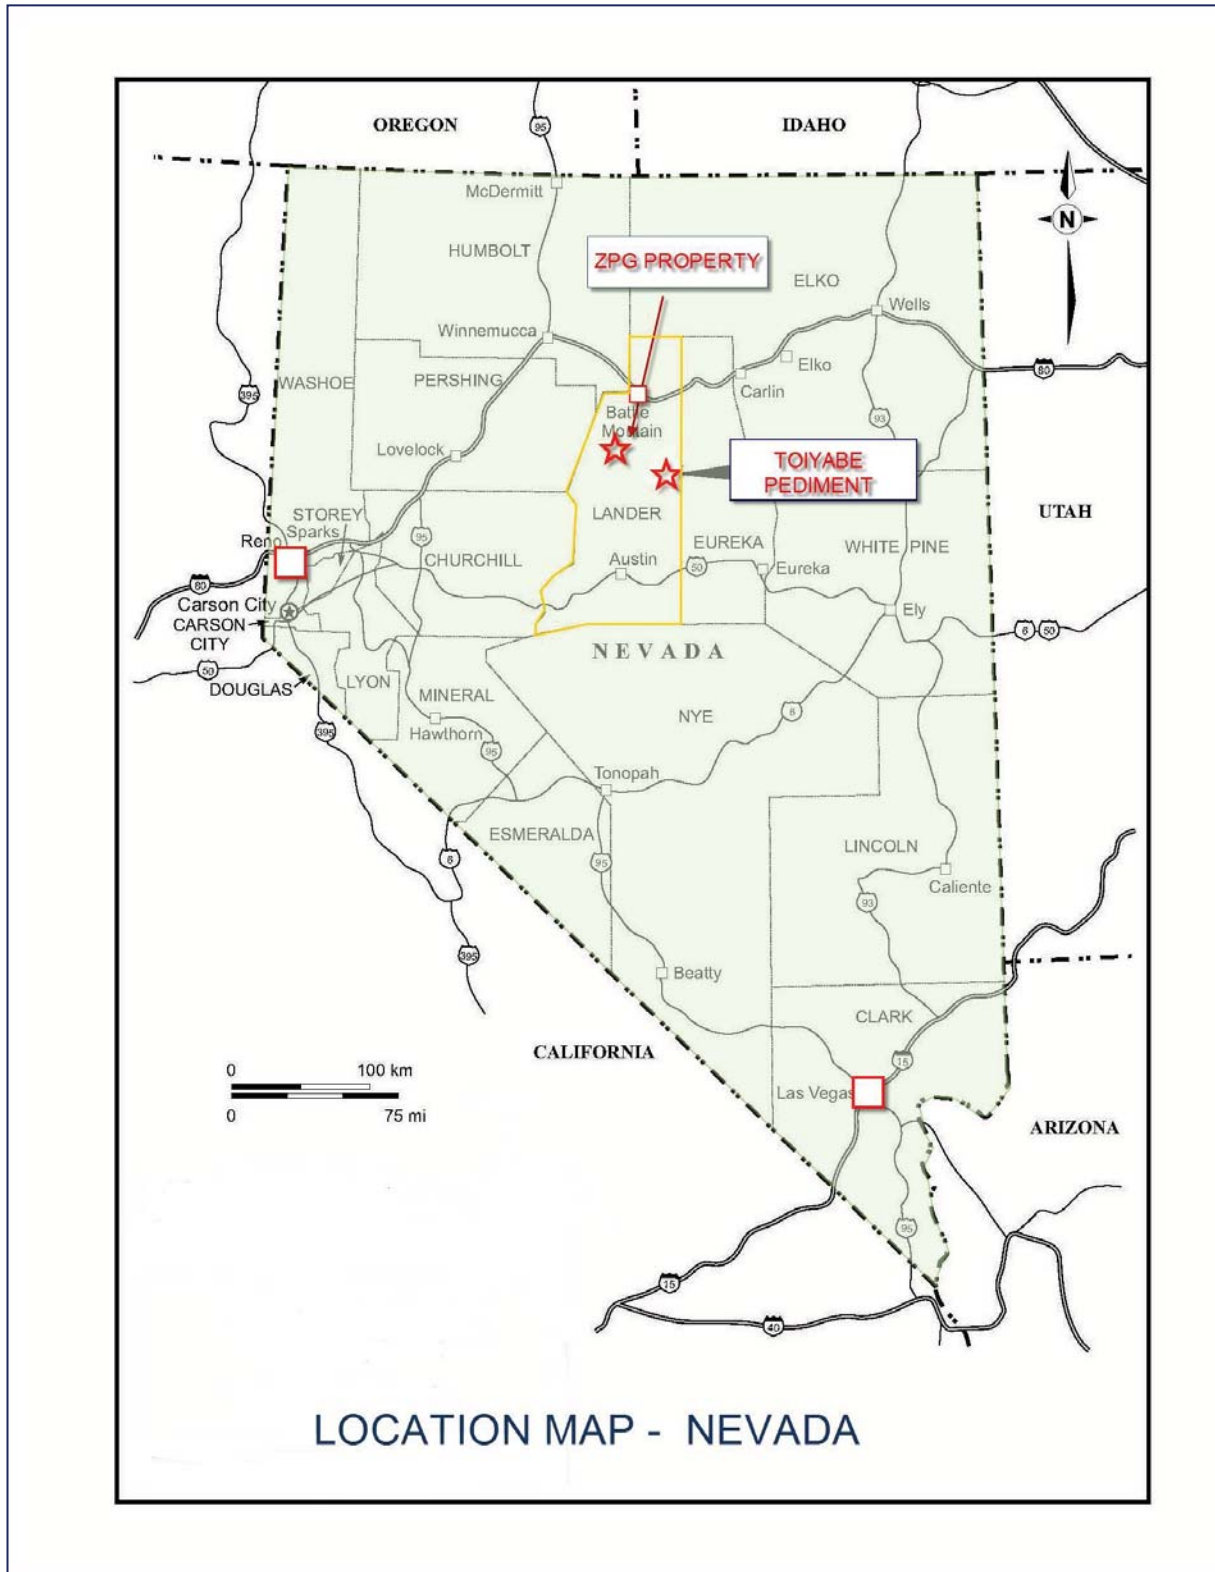 OREGON
IDAHO
95
McDermitt
N
HUMBOLT
ZPG PROPERTY
ELKO
Wells
Winnemucca
Elko
80
WASHOE
PERSHING
Carlin
395
93
Battle
Mountain
Lovelock
TOIYABE
PEDIMENT
LANDER
UTAH
STOREY
Sparks
Reno
95
CHURCHILL
EUREKA
WHITE PINE
Austin
50
Eureka
80
Carson City
CARSON
CITY
Ely
6 50
NEVADA
50
DOUGLAS
LYON
MINERAL
NYE
6
Hawthorn
395
95
Tonopah
ESMERALDA
LINCOLN
6
95
Caliente
93
395
Beatty
CLARK
CALIFORNIA
15
0 100 km
0 75 mi
Las Vegas
ARIZONA
95
15
40
LOCATION MAP - NEVADA